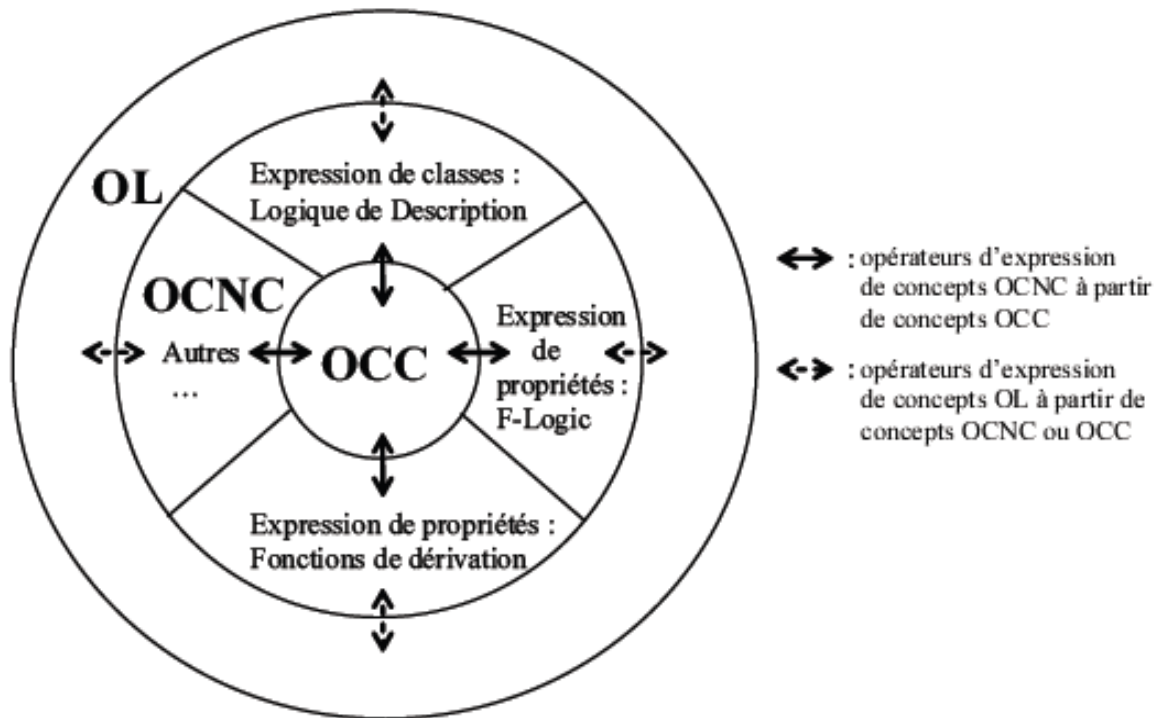 Expression de classes :
Logique de Description
OL
OCNC
Autres
...
OCC
Expression
de
propriétés :
F-Logic
Expression de propriétés :
Fonctions de dérivation
: opérateurs d'expression
de concepts OCNC à partir
de concepts OCC
: opérateurs d'expression
de concepts OL à partir de
concepts OCNC ou OCC